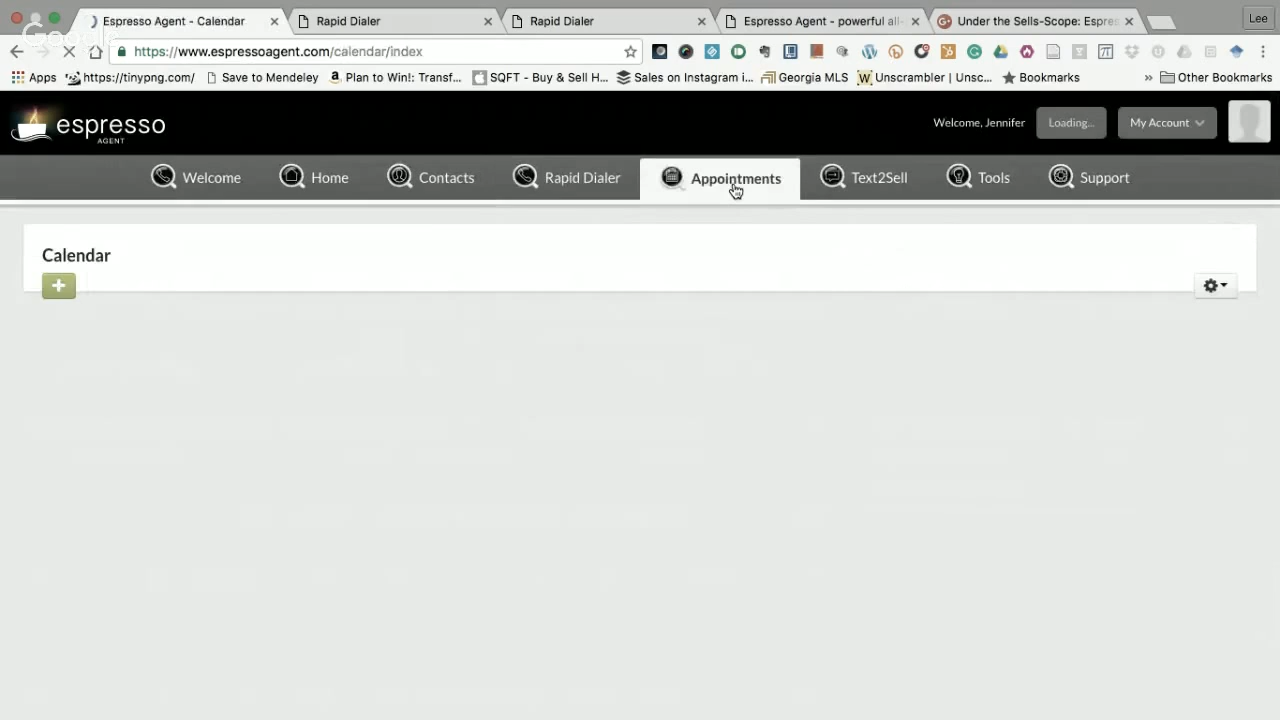 Espresso Agent - Calendar
Rapid Dialer
Rapid Dialer
Espresso Agent - powerful all-
Under the Sells-Scope: Espres
Lee
Google
https://www.espressoagent.com/calendar/index
Apps
https://tinypng.com/
Save to Mendeley
Plan to Win!: Transf...
SQFT - Buy & Sell H...
Sales on Instagram i...
Georgia MLS
Unscrambler | Unsc...
Bookmarks
» Other Bookmarks
espresso
AGENT
Welcome, Jennifer
Loading...
My Account
Welcome
Home
Contacts
Rapid Dialer
Appointments
Text2Sell
Tools
Support
Calendar
+